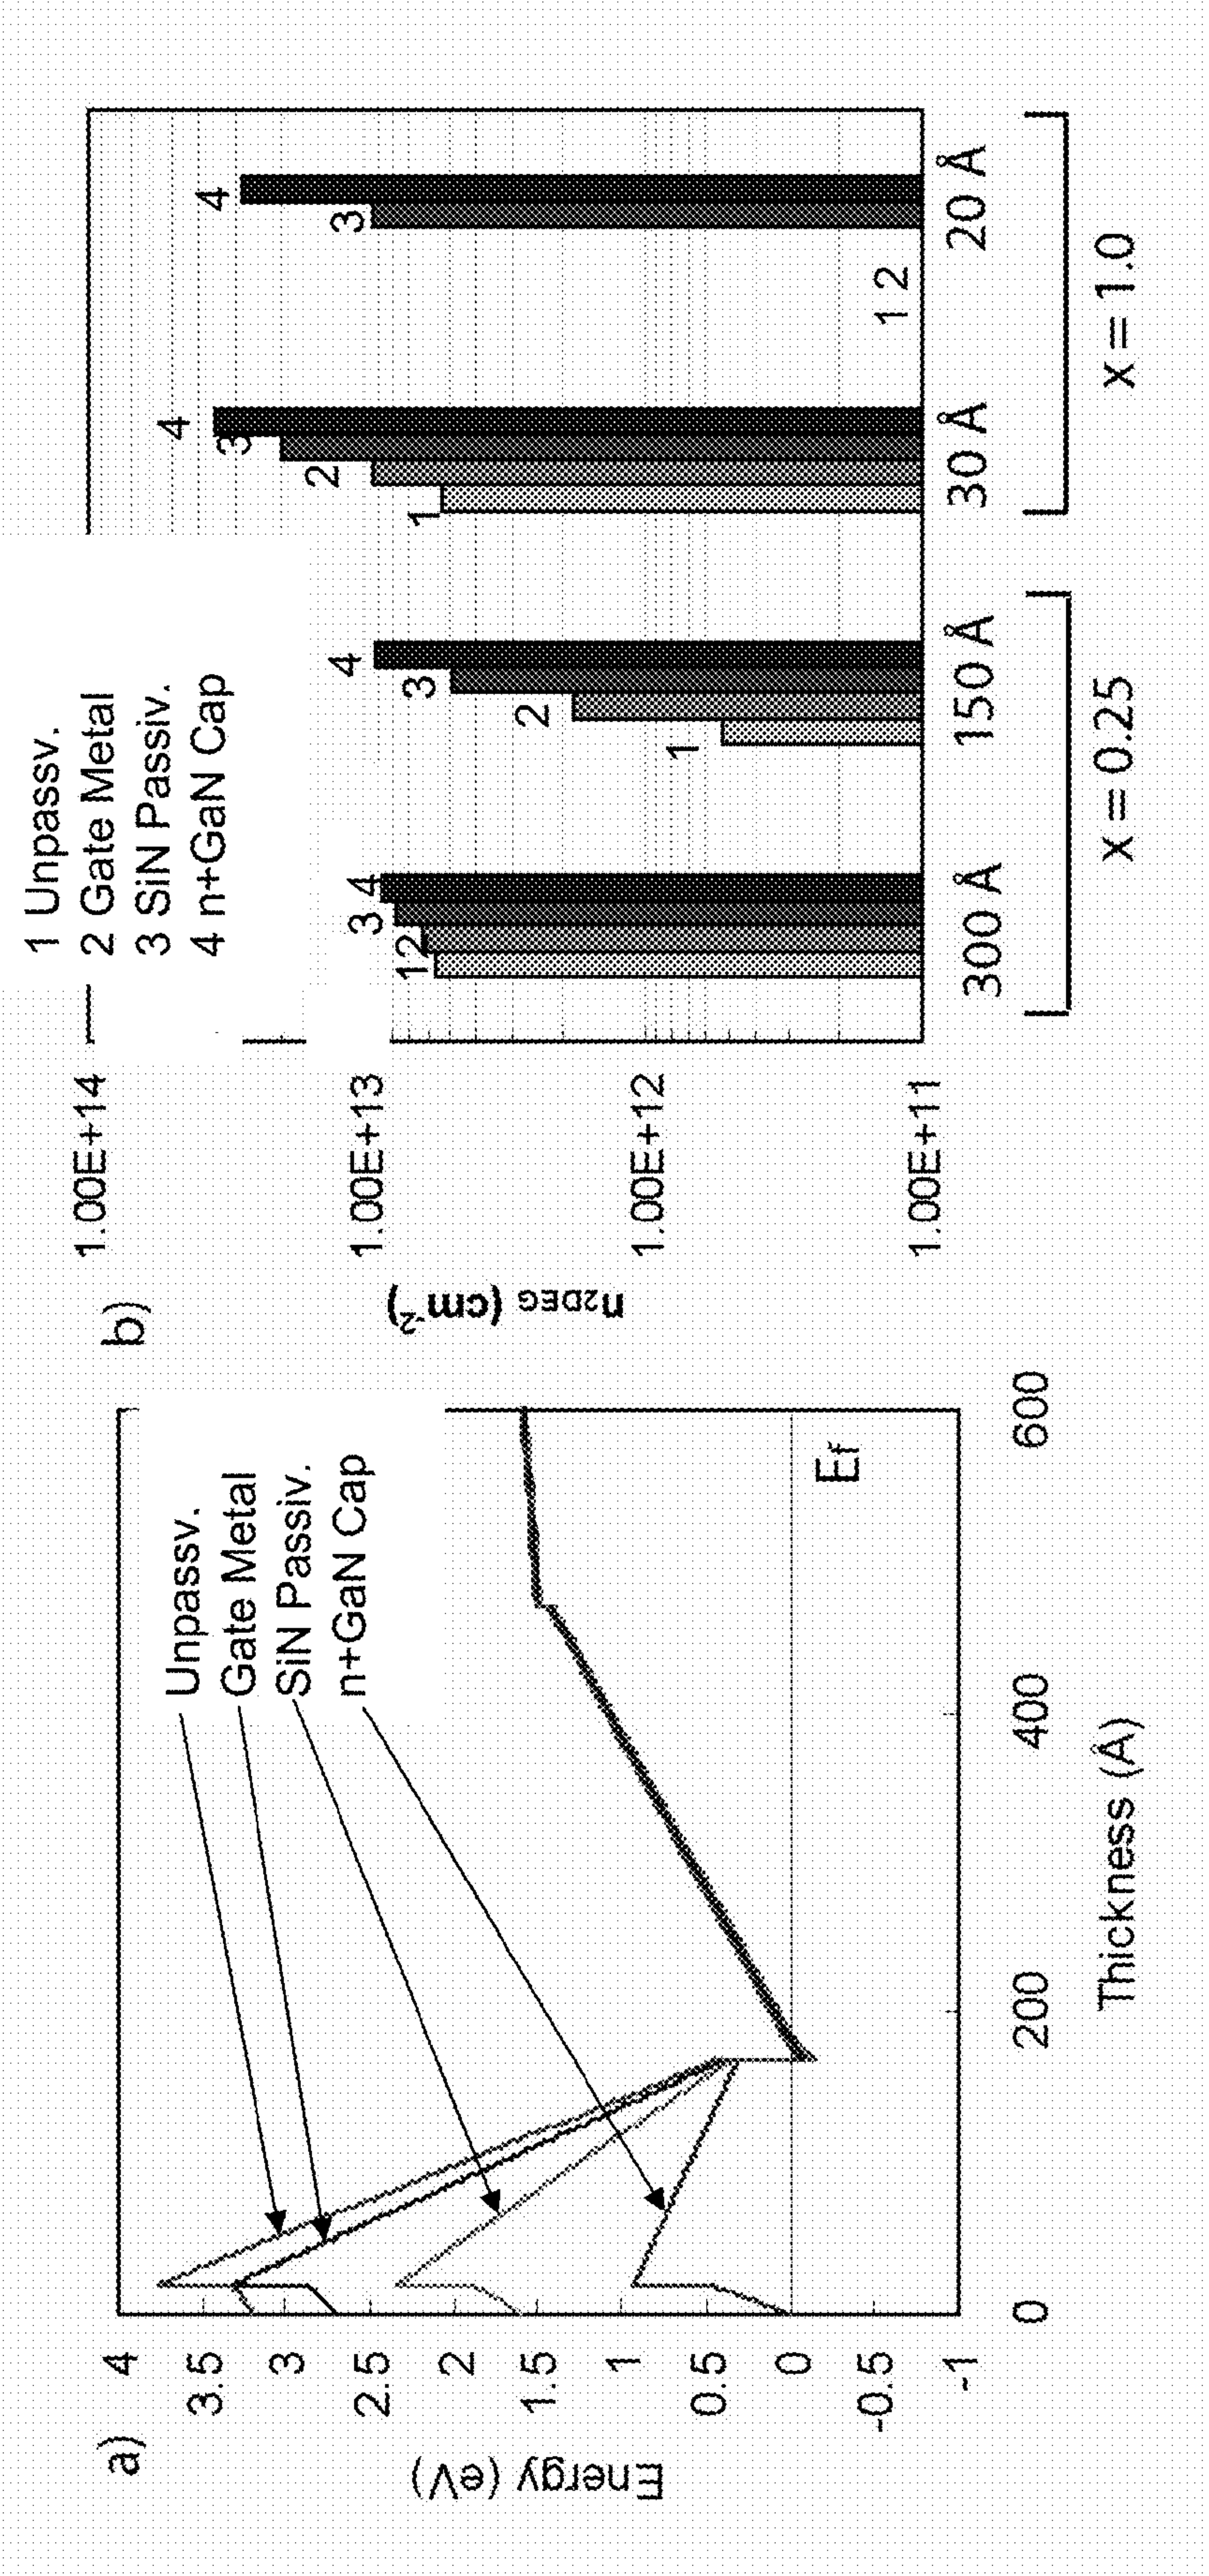 a)
4
3.5
3
2.5
2
1.5
1
0.5
0
-0.5
-1
Energy (eV)
Unpassv.
Gate Metal
SiN Passiv.
n+GaN Cap
Ef
0 200 400 600
Thickness (Å)
b)
1 Unpassv.
2 Gate Metal
3 SiN Passiv.
4 n+GaN Cap
1.00E+14
1.00E+13
1.00E+12
1.00E+11
n2DEG (cm-2)
1 2 3 4
1 2 3 4
1 2 3 4
1 2 3 4
300 Å 150 Å 30 Å 20 Å
x = 0.25 x = 1.0